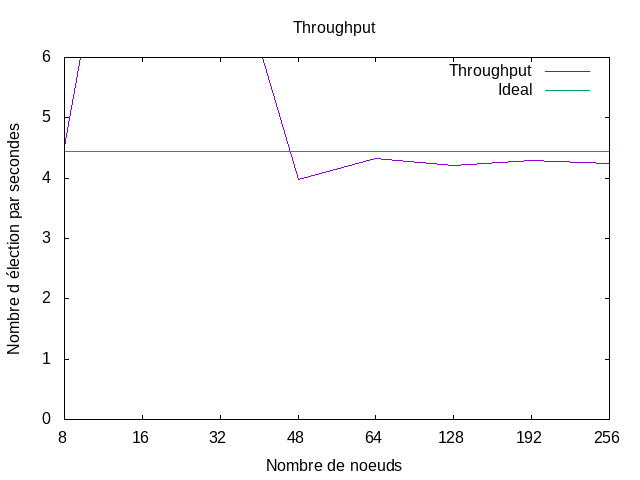 Throughput
6
5
4
3
2
1
0
Nombre d élection par secondes
Throughput
Ideal
8 16 32 48 64 128 192 256
Nombre de noeuds